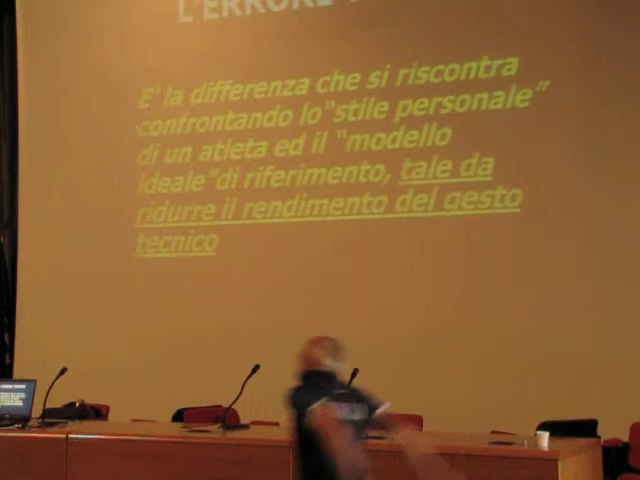 L'ERRORE
E' la differenza che si riscontra
confrontando lo "stile personale"
di un atleta ed il "modello
ideale" di riferimento, tale da
ridurre il rendimento del gesto
tecnico